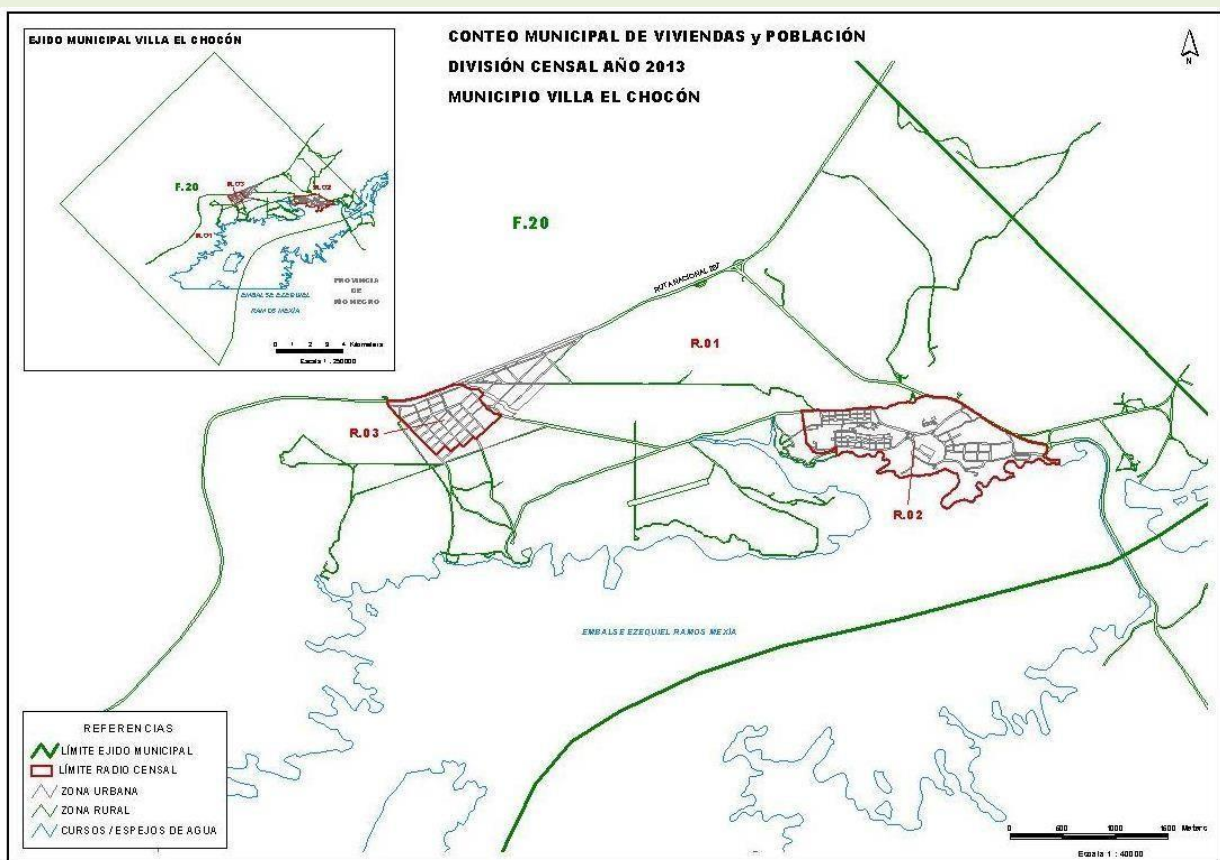 EJIDO MUNICIPAL VILLA EL CHOCÓN
CONTEO MUNICIPAL DE VIVIENDAS y POBLACIÓN
DIVISIÓN CENSAL AÑO 2013
MUNICIPIO VILLA EL CHOCÓN
N
F.20
R.03
R.02
R.01
PROVINCIA
DE
RÍO NEGRO
EMBALSE EZEQUIEL
RAMOS MEXÍA
0 1 2 3 4 Kilometers
Escala 1 : 250000
F.20
RUTA NACIONAL 237
R.01
R.03
R.02
EMBALSE EZEQUIEL RAMOS MEXÍA
REFERENCIAS
LÍMITE EJIDO MUNICIPAL
LÍMITE RADIO CENSAL
ZONA URBANA
ZONA RURAL
CURSOS / ESPEJOS DE AGUA
0 500 1000 1500 Meters
Escala 1 : 40000